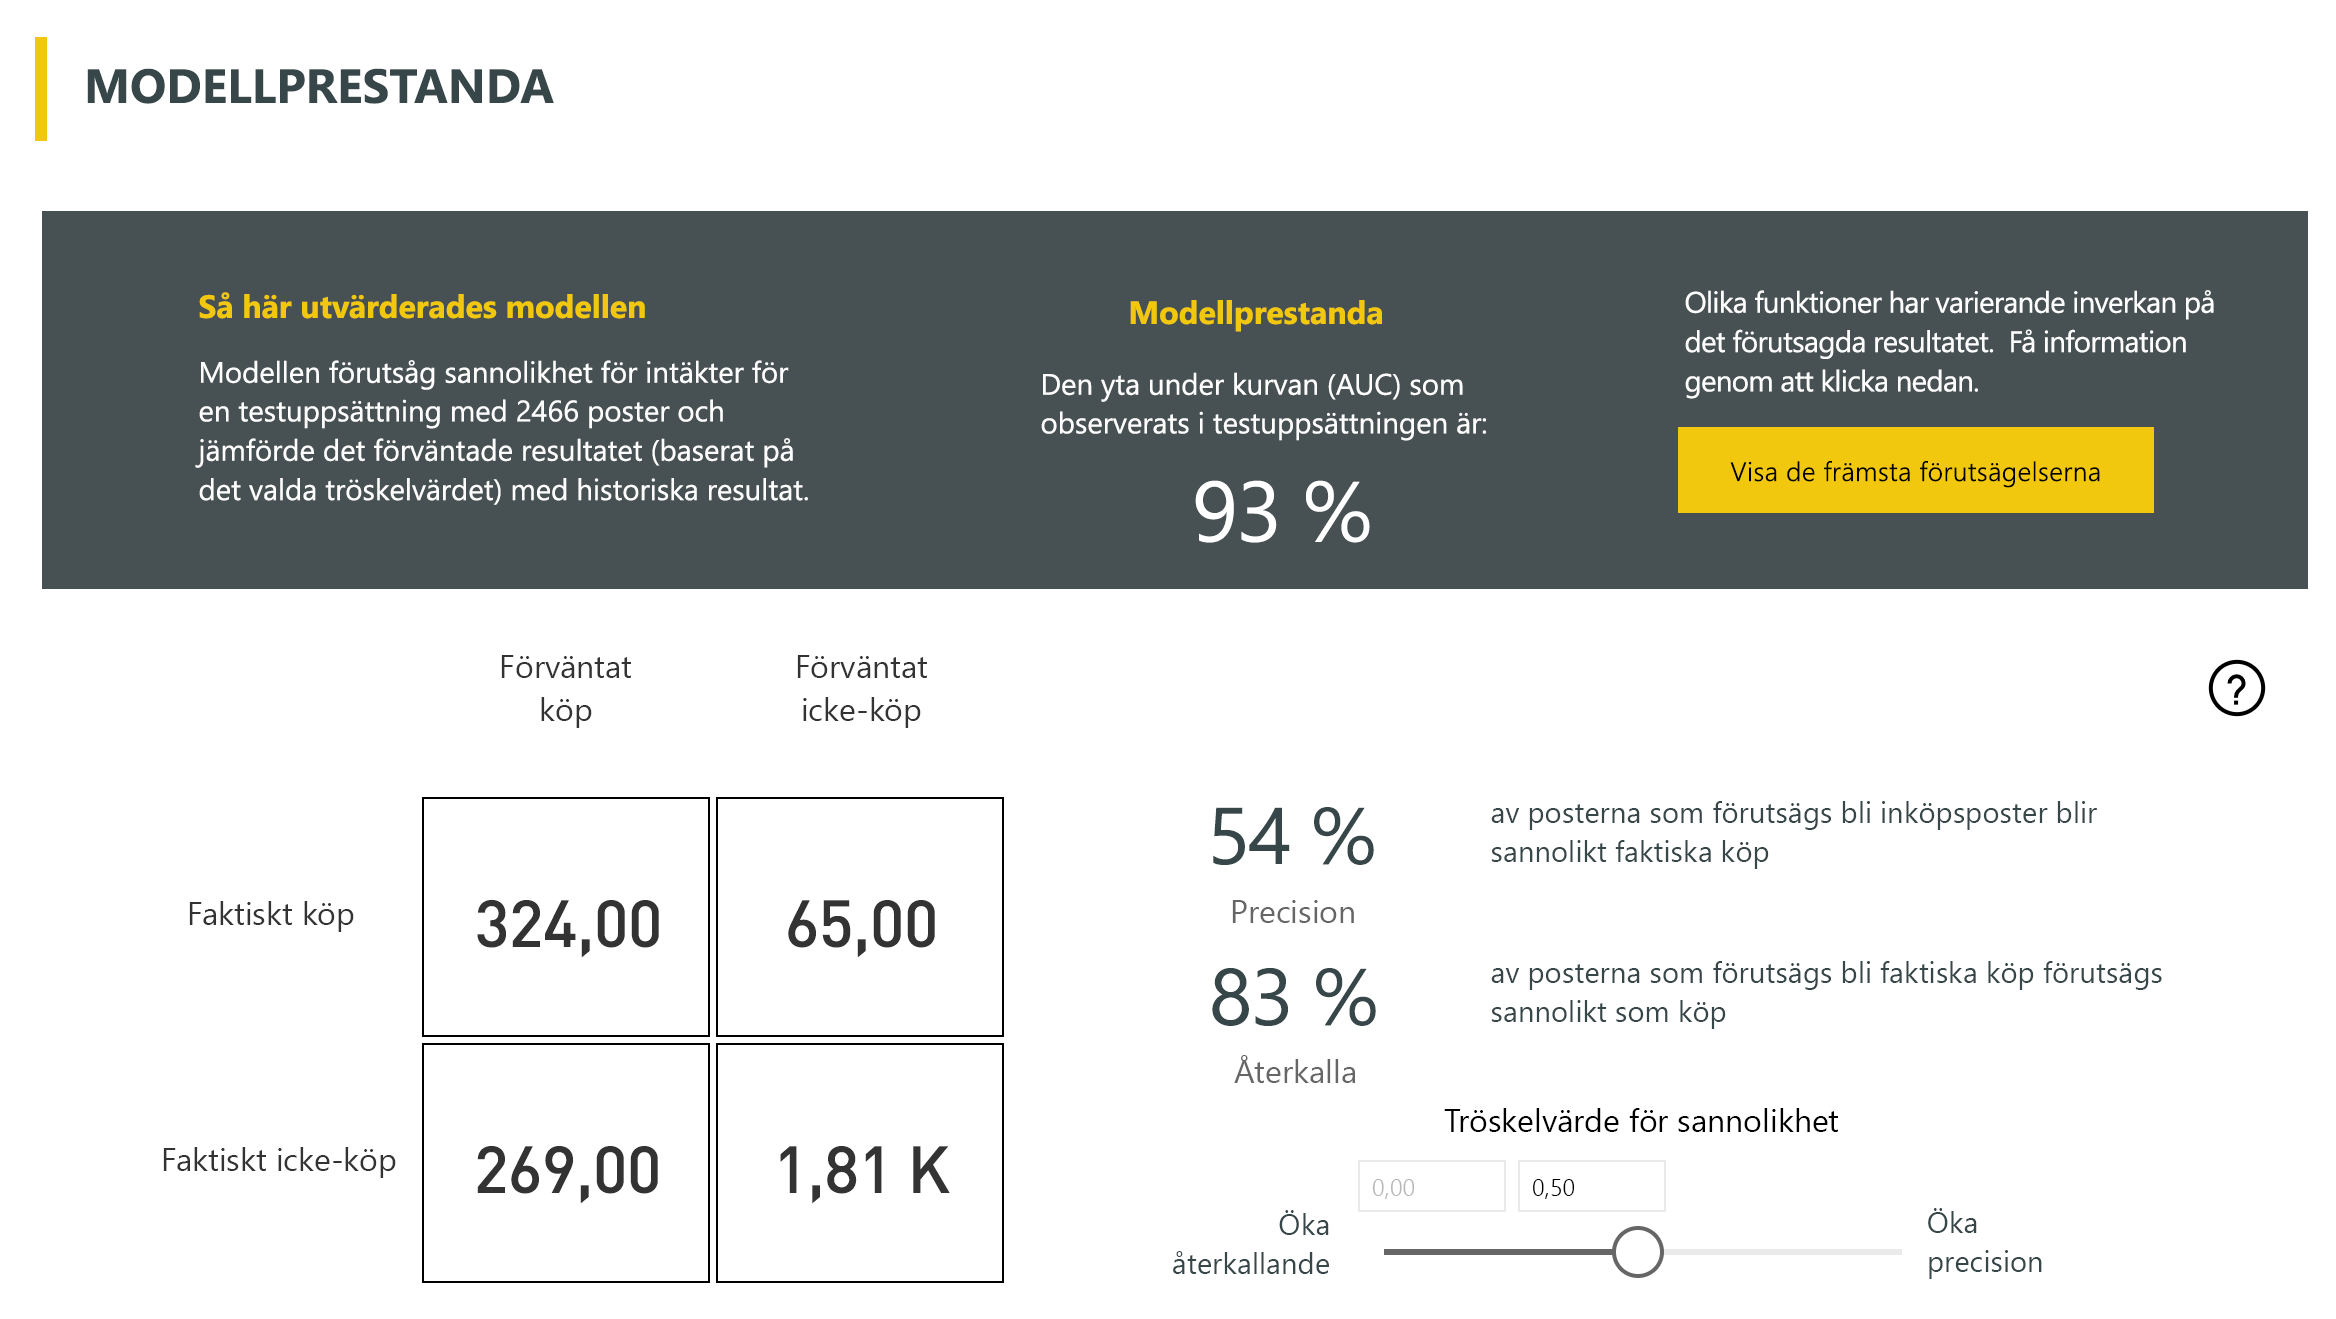 MODELLPRESTANDA
Så här utvärderades modellen
Modellen förutsåg sannolikhet för intäkter för
en testuppsättning med 2466 poster och
jämförde det förväntade resultatet (baserat på
det valda tröskelvärdet) med historiska resultat.
Modellprestanda
Den yta under kurvan (AUC) som
observerats i testuppsättningen är:
93 %
Olika funktioner har varierande inverkan på
det förutsagda resultatet.  Få information
genom att klicka nedan.
Visa de främsta förutsägelserna
Förväntat
köp
Förväntat
icke-köp
?
Faktiskt köp
324,00
65,00
Faktiskt icke-köp
269,00
1,81 K
54 %
Precision
av posterna som förutsägs bli inköpsposter blir
sannolikt faktiska köp
83 %
Återkalla
av posterna som förutsägs bli faktiska köp förutsägs
sannolikt som köp
Tröskelvärde för sannolikhet
0,00
0,50
Öka
återkallande
Öka
precision